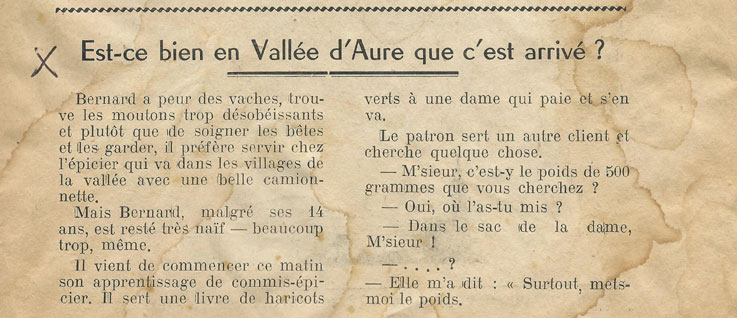 Est-ce bien en Vallée d'Aure que c'est arrivé ?
Bernard a peur des vaches, trou-
ve les moutons trop désobéissants
et plutôt que de soigner les bêtes
et les garder, il préfère servir chez
l'épicier qui va dans les villages de
la vallée avec une belle camion-
nette.
Mais Bernard, malgré ses 14
ans, est resté très naïf — beaucoup
trop, même.
Il vient de commencer ce matin
son apprentissage de commis-épi-
cier. Il sert une livre de haricots
verts à une dame qui paie et s'en
va.
Le patron sert un autre client et
cherche quelque chose.
— M'sieur, c'est-y le poids de 500
grammes que vous cherchez ?
— Oui, où l'as-tu mis ?
— Dans le sac de la dame,
M'sieur !
— . . . . ?
— Elle m'a dit : « Surtout, mets-
moi le poids.